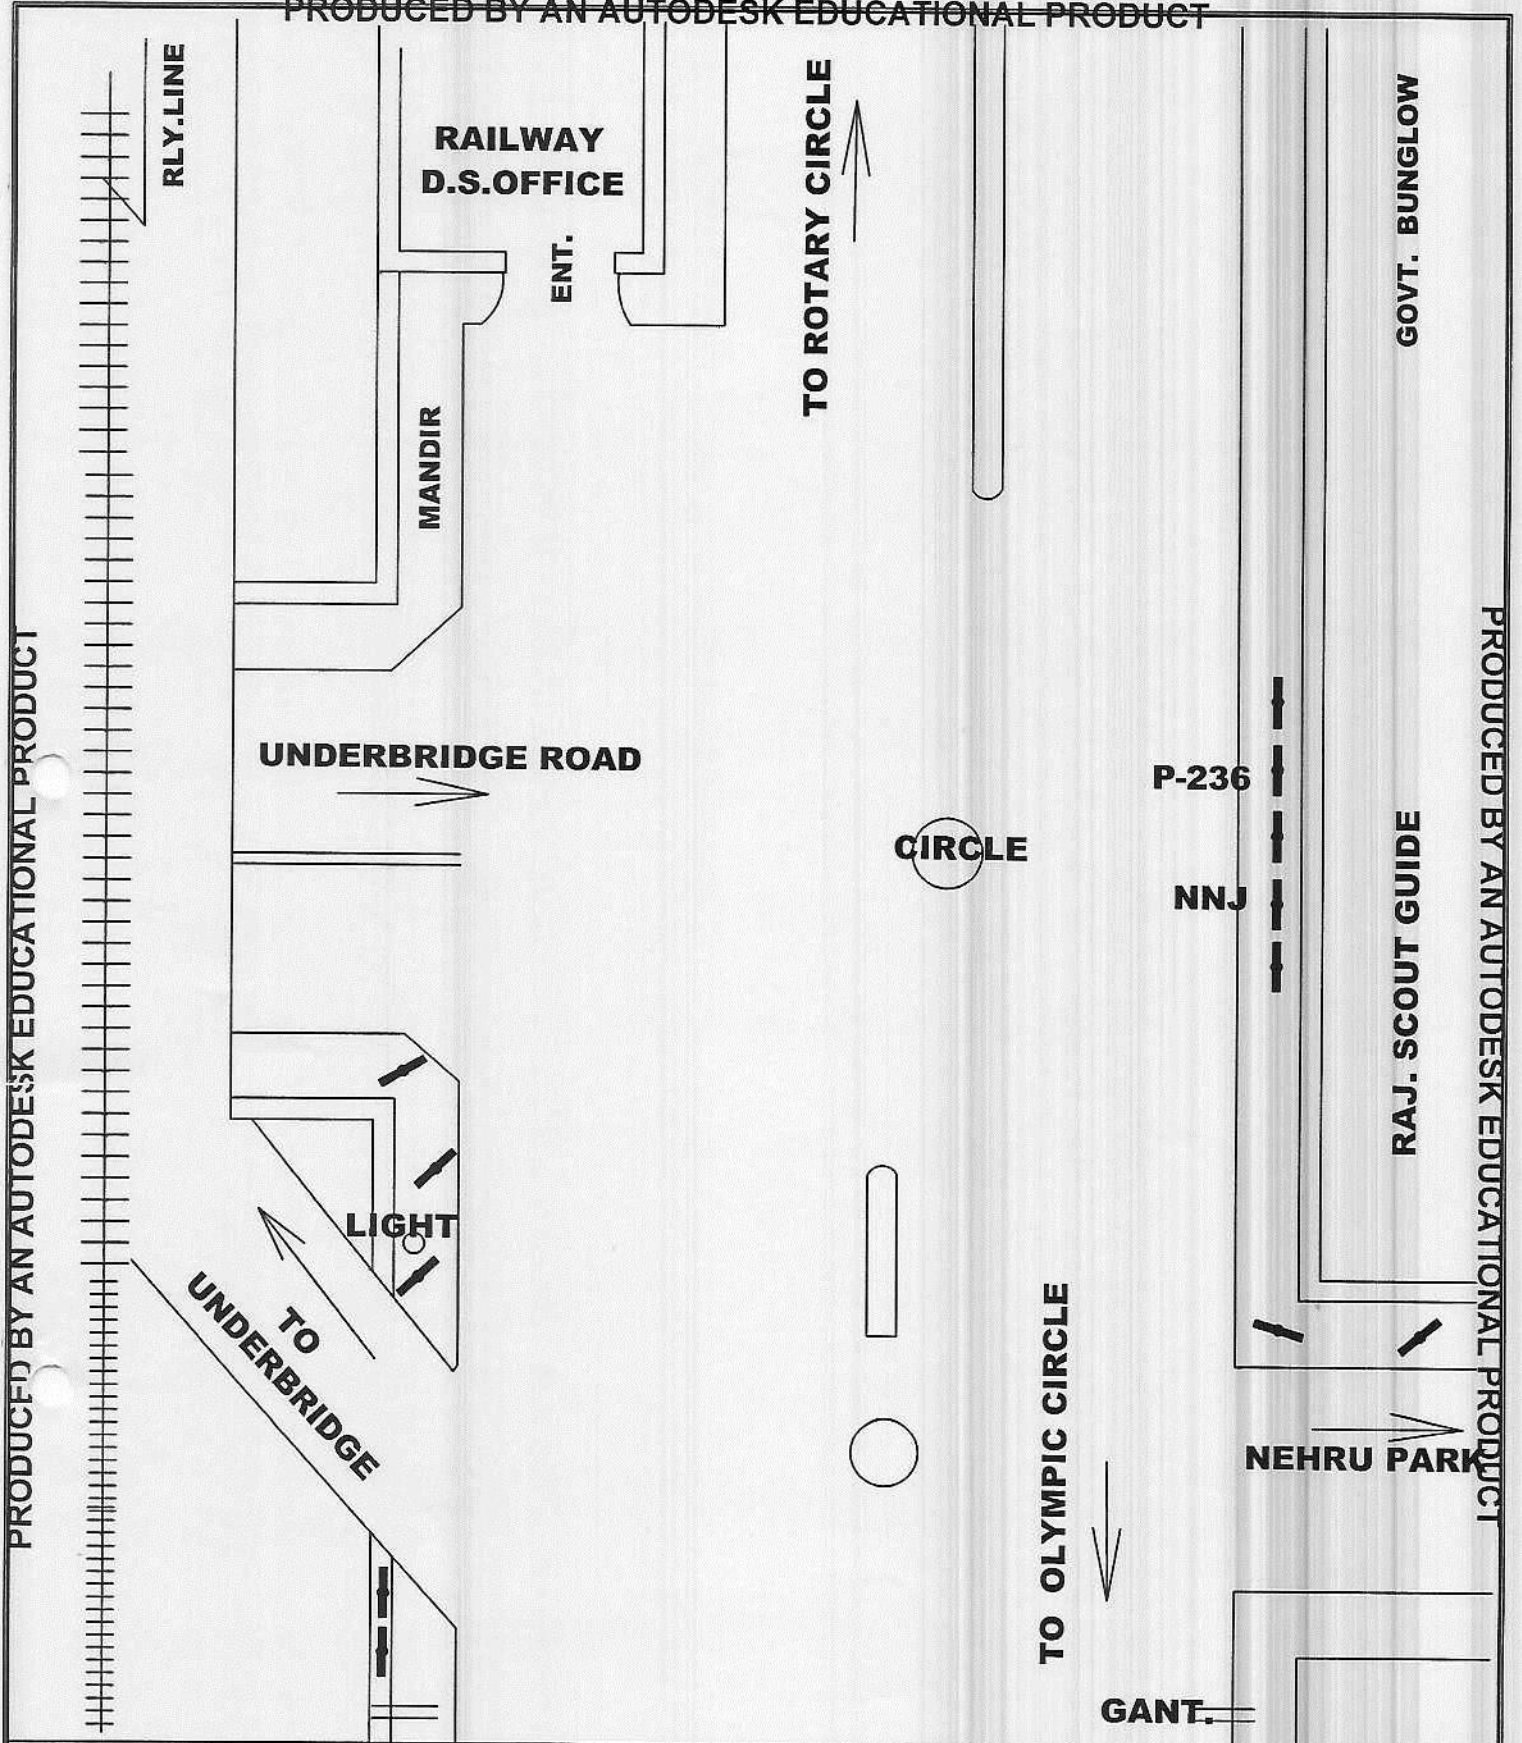 PRODUCED BY AN AUTODESK EDUCATIONAL PRODUCT
RLY.LINE
RAILWAY
D.S.OFFICE
ENT.
TO ROTARY CIRCLE
GOVT. BUNGLOW
MANDIR
UNDERBRIDGE ROAD
P-236
CIRCLE
NNJ
RAJ. SCOUT GUIDE
PRODUCED BY AN AUTODESK EDUCATIONAL PRODUCT
PRODUCED BY AN AUTODESK EDUCATIONAL PRODUCT
LIGHT
TO
UNDERBRIDGE
TO OLYMPIC CIRCLE
NEHRU PARK
GANT.